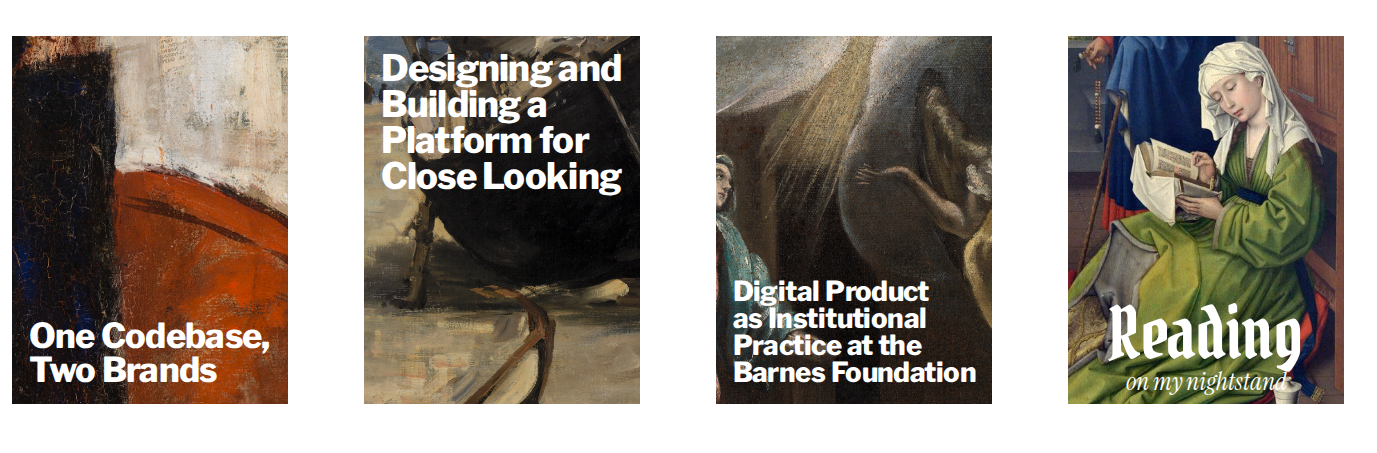 One Codebase,
Two Brands
Designing and
Building a
Platform for
Close Looking
Digital Product
as Institutional
Practice at the
Barnes Foundation
Reading
on my nightstand